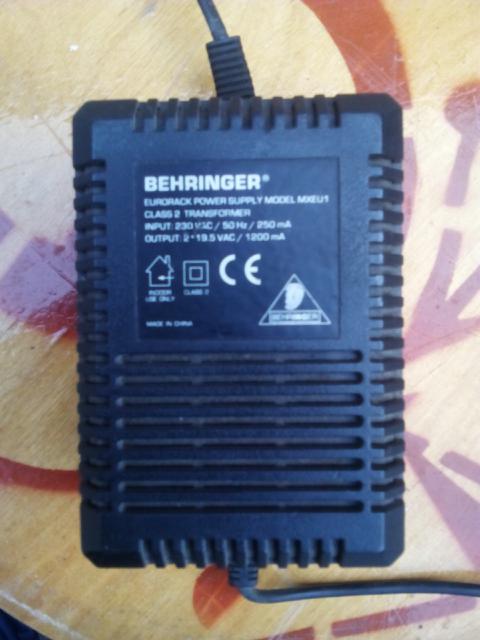 BEHRINGER®
EURORACK POWER SUPPLY MODEL MXEU1
CLASS 2 TRANSFORMER
INPUT: 230 VAC / 50 Hz / 250 mA
OUTPUT: 2*19.5 VAC / 1200 mA
INDOOR
USE ONLY
CLASS 2
CE
BEHRINGER
MADE IN CHINA